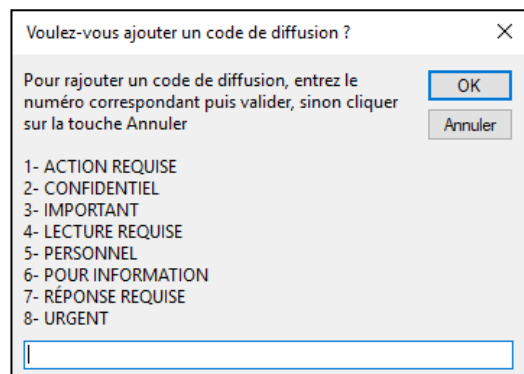 Voulez-vous ajouter un code de diffusion ?
Pour rajouter un code de diffusion, entrez le
numéro correspondant puis valider, sinon cliquer
sur la touche Annuler
OK
Annuler
1- ACTION REQUISE
2- CONFIDENTIEL
3- IMPORTANT
4- LECTURE REQUISE
5- PERSONNEL
6- POUR INFORMATION
7- RÉPONSE REQUISE
8- URGENT